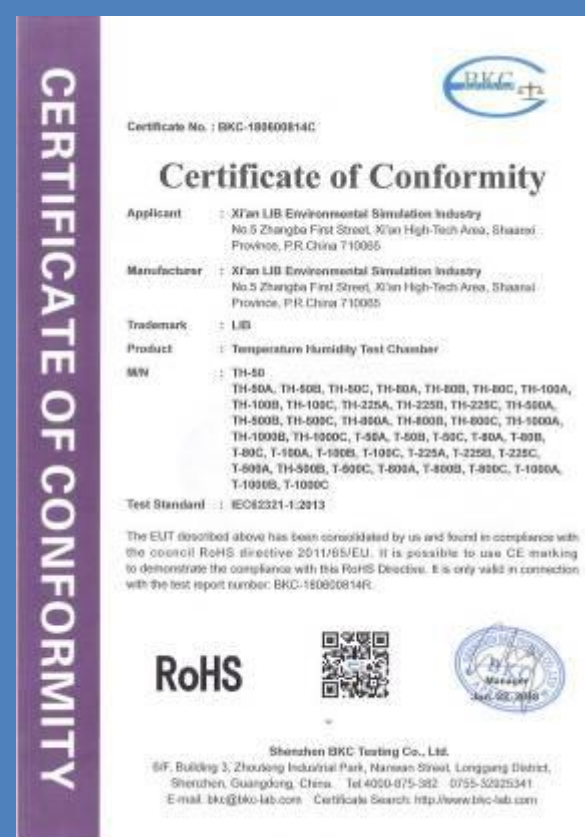 CERTIFICATE OF CONFORMITY
BKC
Certificate No. : BKC-180600814C
Certificate of Conformity
Applicant : Xi'an LIB Environmental Simulation Industry
No.5 Zhangba First Street, Xi'an High-Tech Area, Shaanxi
Province, P.R.China 710065
Manufacturer : Xi'an LIB Environmental Simulation Industry
No.5 Zhangba First Street, Xi'an High-Tech Area, Shaanxi
Province, P.R.China 710065
Trademark : LIB
Product : Temperature Humidity Test Chamber
M/N : TH-50
TH-50A, TH-50B, TH-50C, TH-80A, TH-80B, TH-80C, TH-100A,
TH-100B, TH-100C, TH-225A, TH-225B, TH-225C, TH-500A,
TH-500B, TH-500C, TH-800A, TH-800B, TH-800C, TH-1000A,
TH-1000B, TH-1000C, T-50A, T-50B, T-50C, T-80A, T-80B,
T-80C, T-100A, T-100B, T-100C, T-225A, T-225B, T-225C,
T-500A, TH-500B, T-500C, T-800A, T-800B, T-800C, T-1000A,
T-1000B, T-1000C
Test Standard : IEC62321-1:2013
The EUT described above has been consolidated by us and found in compliance with
the council RoHS directive 2011/65/EU. It is possible to use CE marking
to demonstrate the compliance with this RoHS Directive. It is only valid in connection
with the test report number: BKC-180600814R.
RoHS
Manager
Shenzhen BKC Testing Co., Ltd.
6/F, Building 3, Zhouteng Industrial Park, Nanwan Street, Longgang District,
Shenzhen, Guangdong, China. Tel:4000-875-382 0755-32925341
E-mail: bkc@bkc-lab.com Certificate Search: http://www.bkc-lab.com